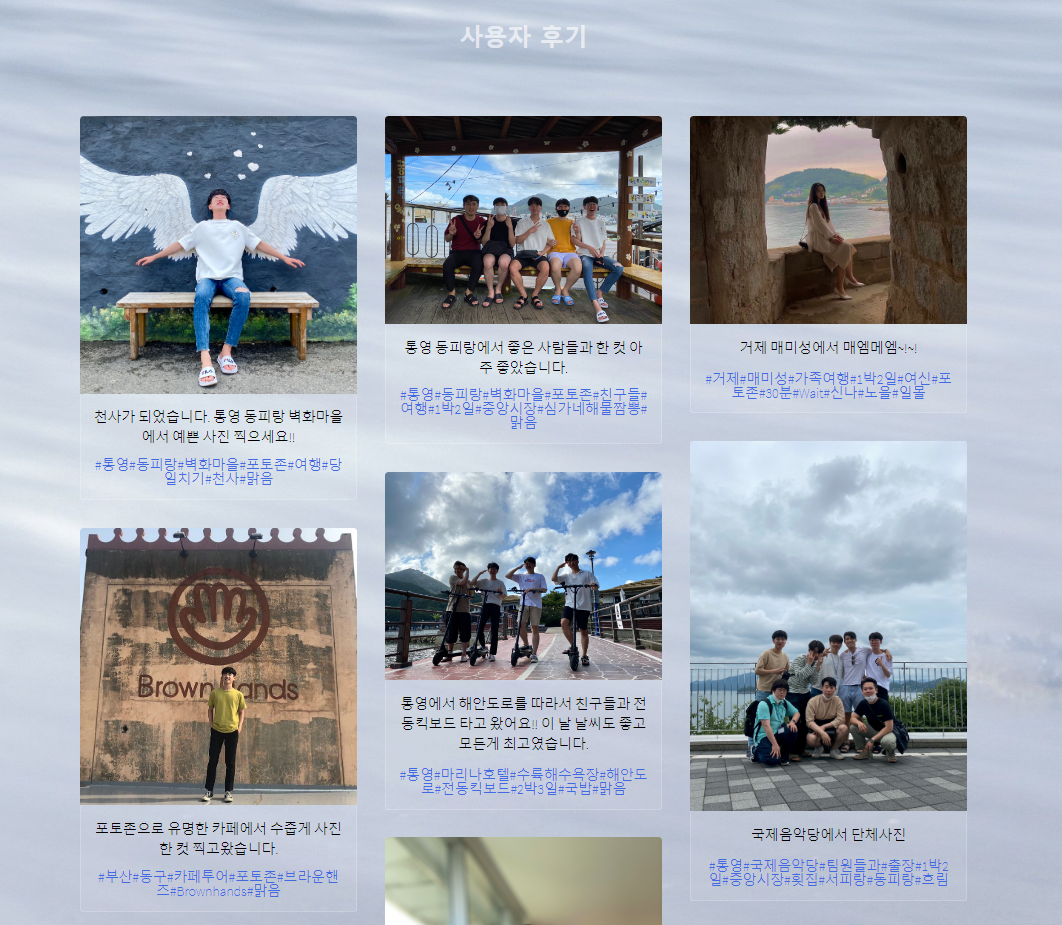 사용자 후기
천사가 되었습니다. 통영 동피랑 벽화마을
에서 예쁜 사진 찍으세요!!
#통영#동피랑#벽화마을#포토존#여행#당
일치기#천사#맑음
Brownhands
포토존으로 유명한 카페에서 수줍게 사진
한 컷 찍고왔습니다.
#부산#동구#카페투어#포토존#브라운핸
즈#Brownhands#맑음
통영 동피랑에서 좋은 사람들과 한 컷 아
주 좋았습니다.
#통영#동피랑#벽화마을#포토존#친구들#
여행#1박2일#중앙시장#심가네해물짬뽕#
맑음
통영에서 해안도로를 따라서 친구들과 전
동킥보드 타고 왔어요!! 이 날 날씨도 좋고
모든게 최고였습니다.
#통영#마리나호텔#수륙해수욕장#해안도
로#전동킥보드#2박3일#국밥#맑음
거제 매미성에서 매엠메엠~!~!
#거제#매미성#가족여행#1박2일#여신#포
토존#30분#Wait#신나#노을#일몰
국제음악당에서 단체사진
#통영#국제음악당#팀원들과#출장#1박2
일#중앙시장#횟집#서피랑#동피랑#흐림